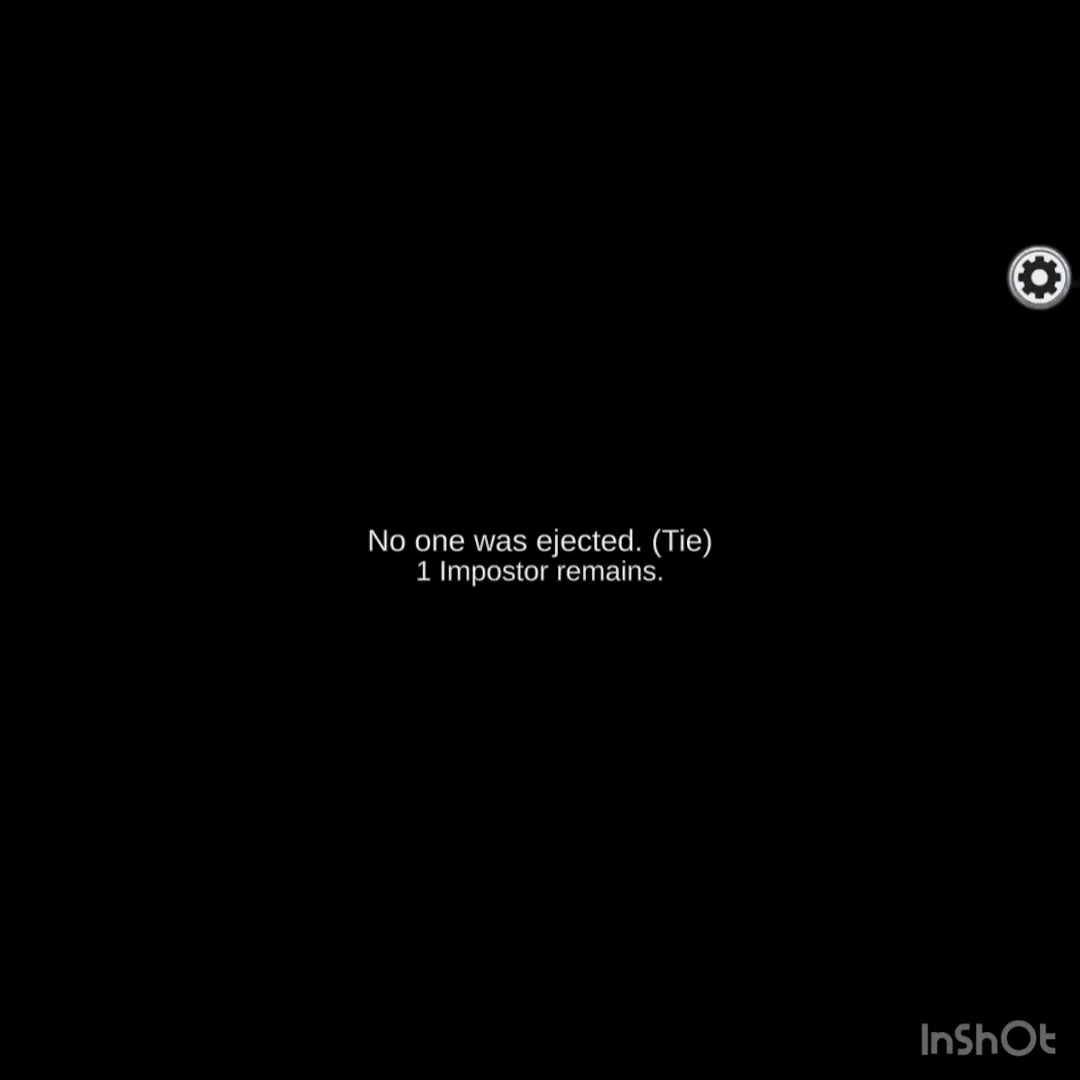 No one was ejected. (Tie)
1 Impostor remains.
InShOt